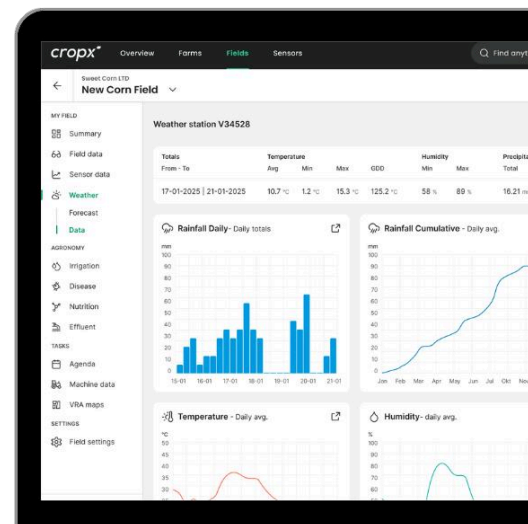 cropx
Overview Farms Fields Sensors
Find anyt
Sweet Corn LTD
New Corn Field
MY FIELD
Summary
Field data
Sensor data
Weather
Forecast
Data
AGRONOMY
Irrigation
Disease
Nutrition
Effluent
TASKS
Agenda
Machine data
VRA maps
SETTINGS
Field settings
Weather station V34528
Totals Temperature Humidity Precipita
From - To Avg Min Max GDD Min Max Total
17-01-2025 | 21-01-2025 10.7 °C 1.2 °C 15.3 °C 125.2 °C 58 % 89 % 16.21 m
Rainfall Daily- Daily totals
mm
100
90
80
70
60
50
40
30
20
10
0
15-01 16-01 17-01 18-01 19-01 20-01 21-01
Rainfall Cumulative - Daily avg.
mm
100
90
80
70
60
50
40
30
20
10
0
Jan Feb Mar Apr May Jun Jul Okt Nov
Temperature - Daily avg.
°C
50
45
40
35
30
Humidity- daily avg.
%
100
90
80
70
60